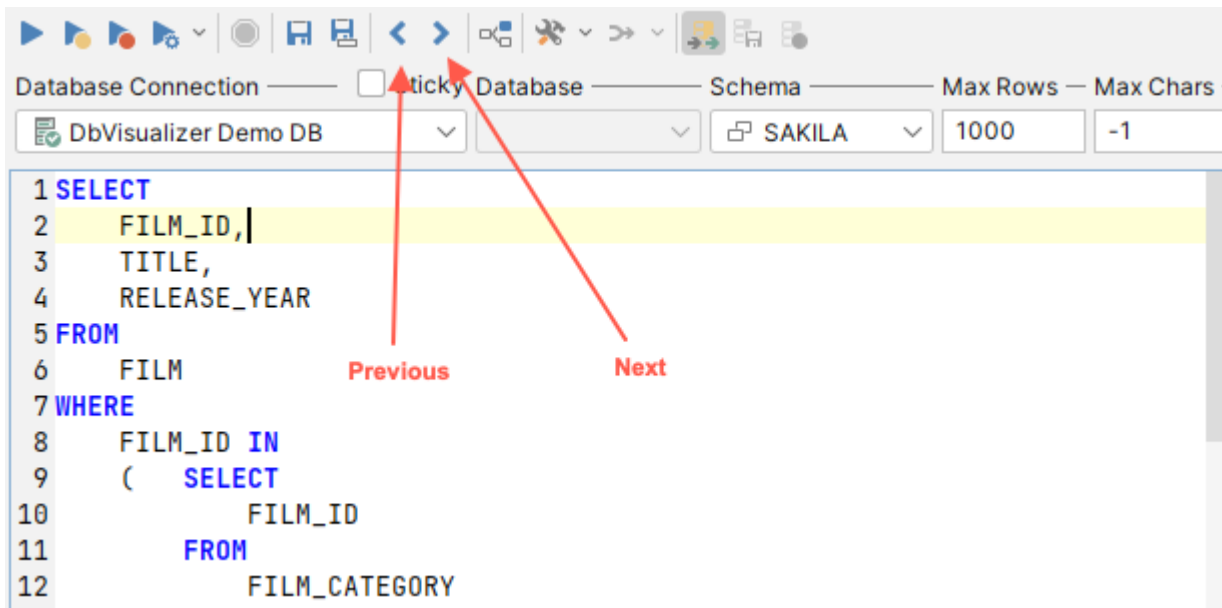 Database Connection Sticky Database Schema Max Rows Max Chars
DbVisualizer Demo DB SAKILA 1000 -1
1 SELECT
2 FILM_ID,
3 TITLE,
4 RELEASE_YEAR
5 FROM
6 FILM
Previous Next
7 WHERE
8 FILM_ID IN
9 ( SELECT
10 FILM_ID
11 FROM
12 FILM_CATEGORY